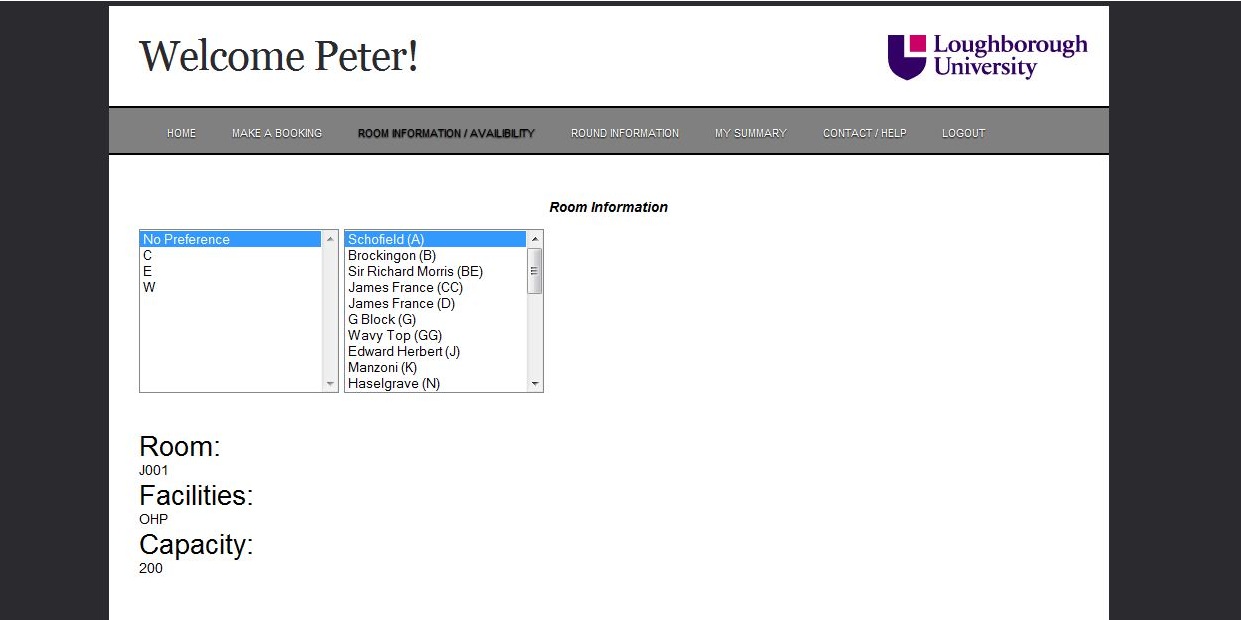 Welcome Peter!
Loughborough
University
HOME MAKE A BOOKING ROOM INFORMATION / AVAILIBILITY ROUND INFORMATION MY SUMMARY CONTACT / HELP LOGOUT
Room Information
No Preference
C
E
W
Schofield (A)
Brockingon (B)
Sir Richard Morris (BE)
James France (CC)
James France (D)
G Block (G)
Wavy Top (GG)
Edward Herbert (J)
Manzoni (K)
Haselgrave (N)
Room:
J001
Facilities:
OHP
Capacity:
200